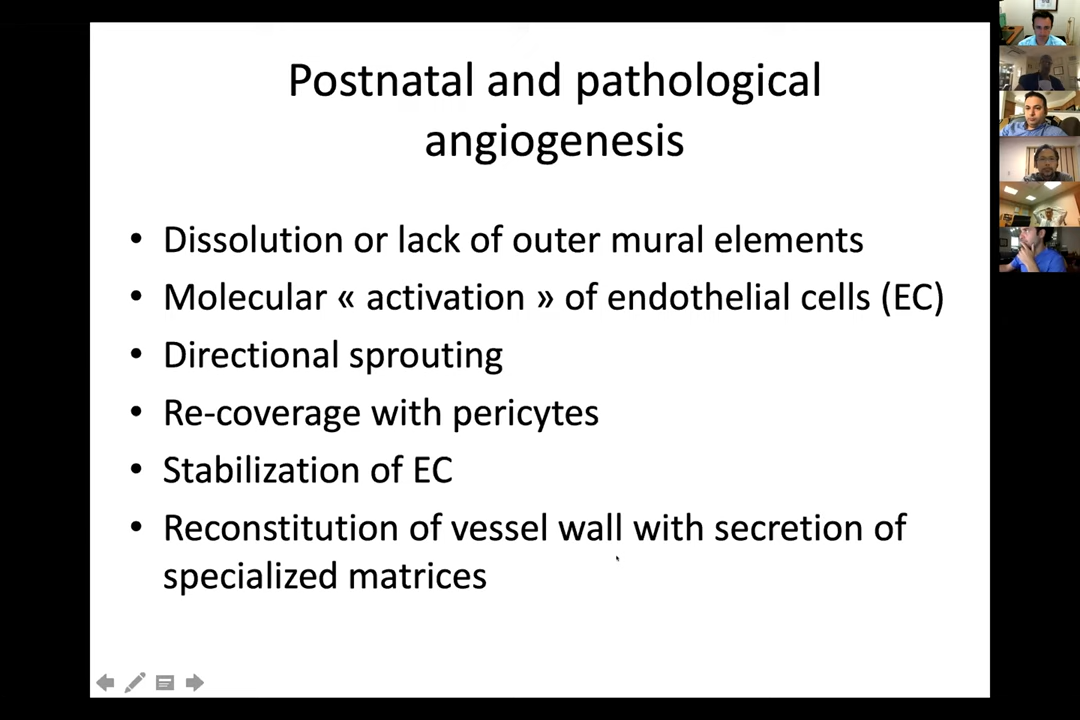 Postnatal and pathological
angiogenesis
• Dissolution or lack of outer mural elements
• Molecular « activation » of endothelial cells (EC)
• Directional sprouting
• Re-coverage with pericytes
• Stabilization of EC
• Reconstitution of vessel wall with secretion of
specialized matrices